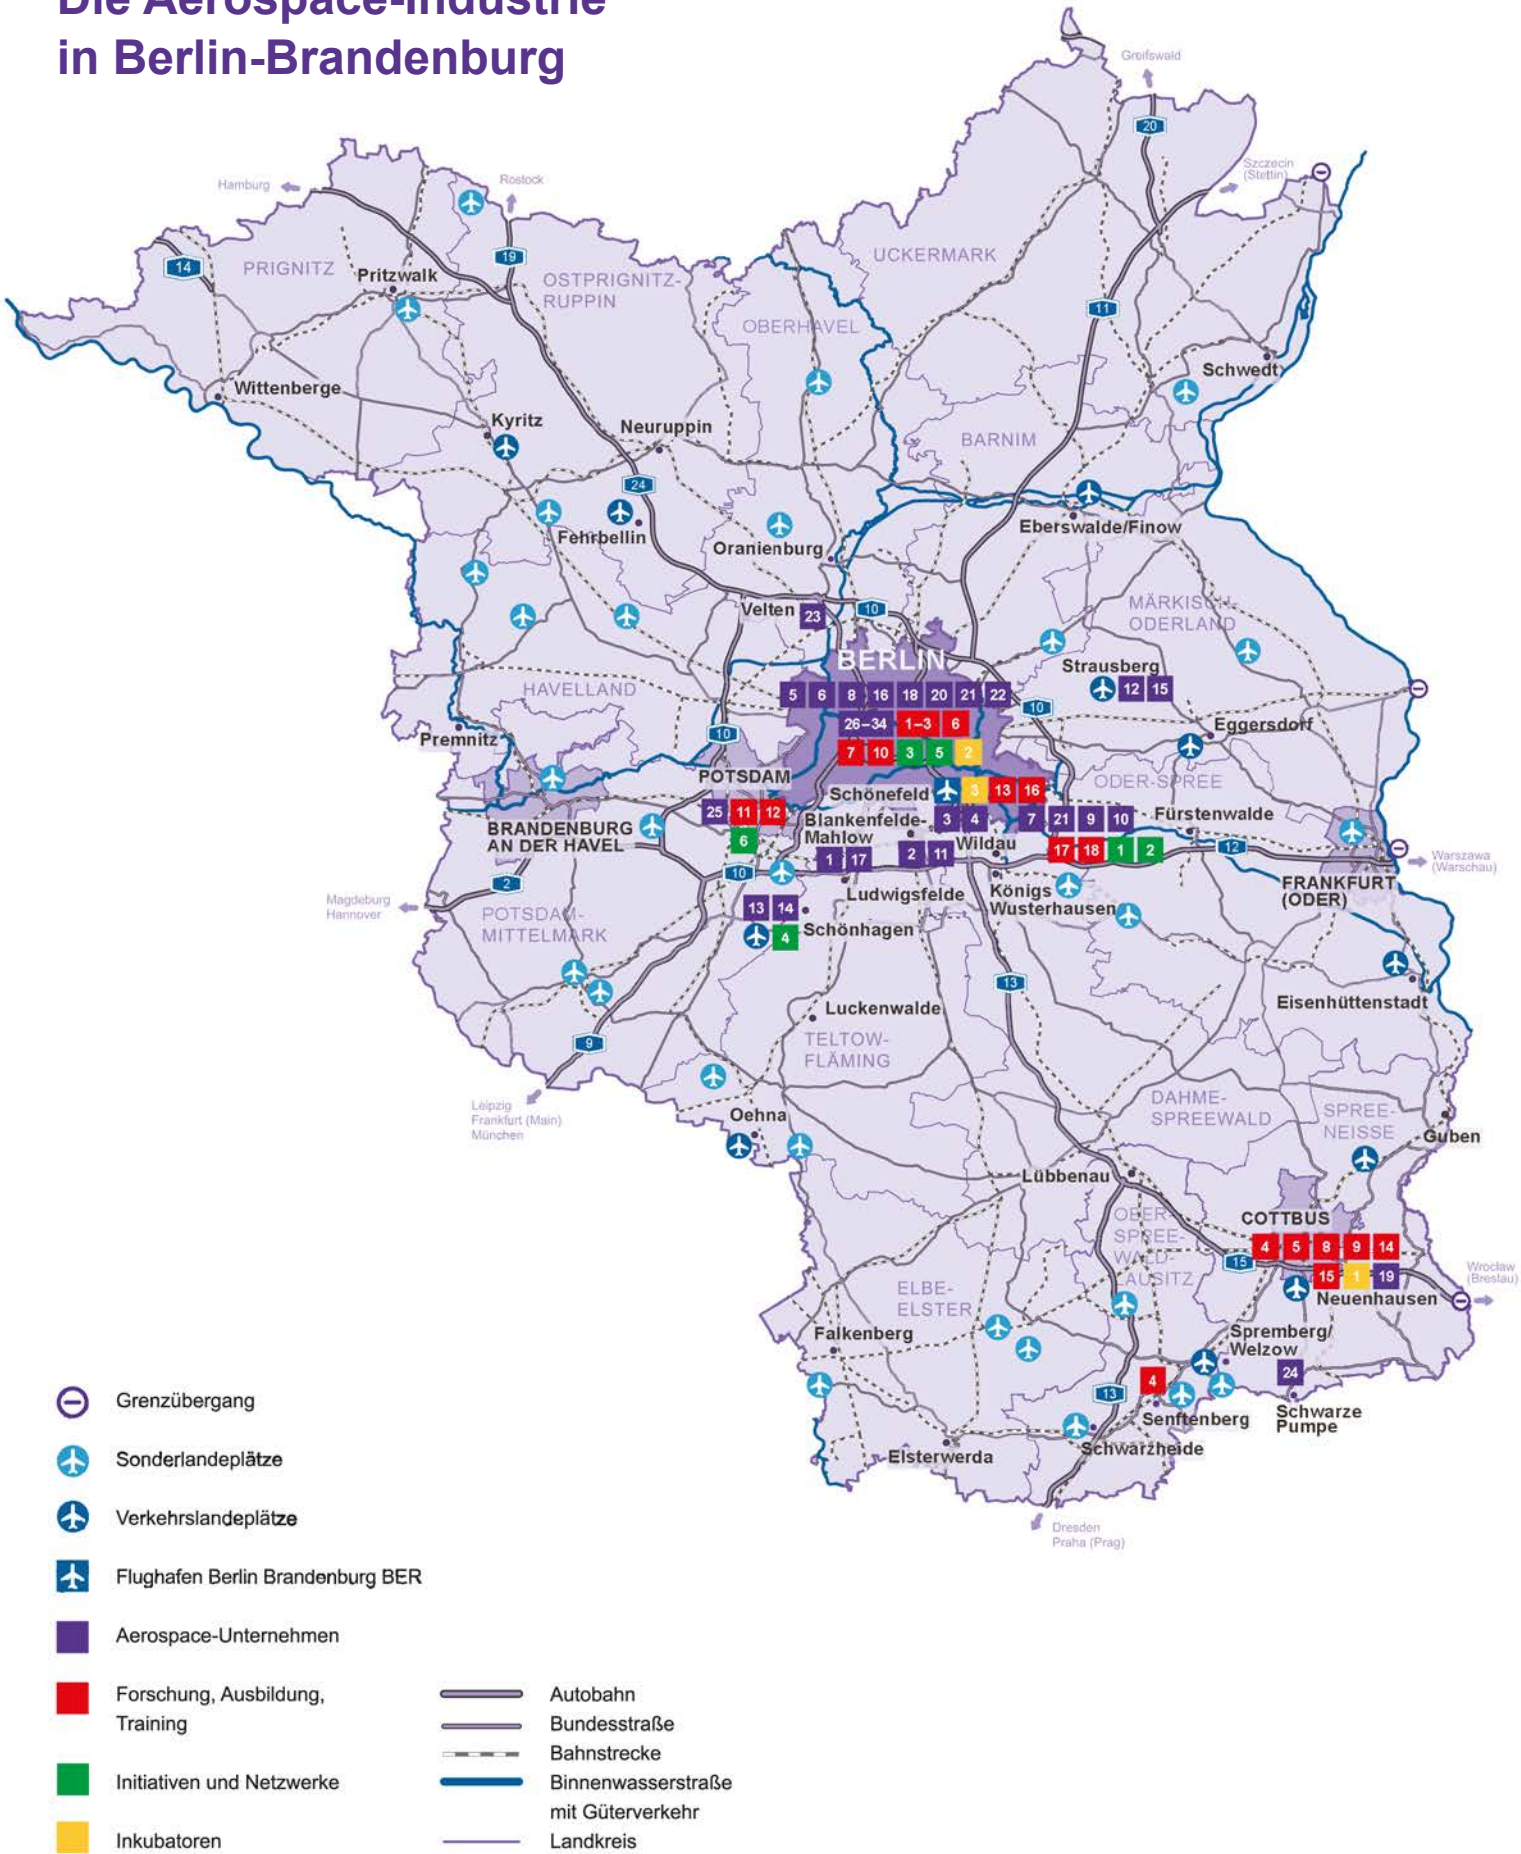 Die Aerospace-Industrie
in Berlin-Brandenburg
Greifswald
20
Szczecin
(Stettin)
Hamburg
Rostock
14
PRIGNITZ
19
Pritzwalk
OSTPRIGNITZ-
RUPPIN
UCKERMARK
OBERHAVEL
11
Schwedt
Wittenberge
Kyritz
Neuruppin
BARNIM
24
Fehrbellin
Oranienburg
Eberswalde/Finow
Velten
23
10
MÄRKISCH-
ODERLAND
BERLIN
Strausberg
12 15
HAVELLAND
5 6 8 16 18 20 21 22
10
26–34 1–3 6
Eggersdorf
Premnitz
10
7 10 3 5 2
POTSDAM
ODER-SPREE
Schönefeld
3 13 16
25 11 12
Blankenfelde-
Mahlow
3 4
7 21 9 10
Fürstenwalde
BRANDENBURG
AN DER HAVEL
6
1 17
2 11
Wildau
17 18 1 2
12
Warszawa
(Warschau)
2
10
Ludwigsfelde
Königs
Wusterhausen
FRANKFURT
(ODER)
Magdeburg
Hannover
POTSDAM-
MITTELMARK
13 14
4
Schönhagen
13
Eisenhüttenstadt
Luckenwalde
9
TELTOW-
FLÄMING
Leipzig
Frankfurt (Main)
München
Oehna
DAHME-
SPREEWALD
SPREE-
NEISSE
Guben
Lübbenau
OBER-
SPREE-
WALD-
LAUSITZ
COTTBUS
4 5 8 9 14
15
15 1 19
Neuenhausen
Wrocław
(Breslau)
ELBE-
ELSTER
Falkenberg
Spremberg/
Welzow
24
4
13
Senftenberg
Schwarze
Pumpe
Schwarzheide
Elsterwerda
Dresden
Praha (Prag)
Grenzübergang
Sonderlandeplätze
Verkehrslandeplätze
Flughafen Berlin Brandenburg BER
Aerospace-Unternehmen
Forschung, Ausbildung,
Training
Initiativen und Netzwerke
Inkubatoren
Autobahn
Bundesstraße
Bahnstrecke
Binnenwasserstraße
mit Güterverkehr
Landkreis